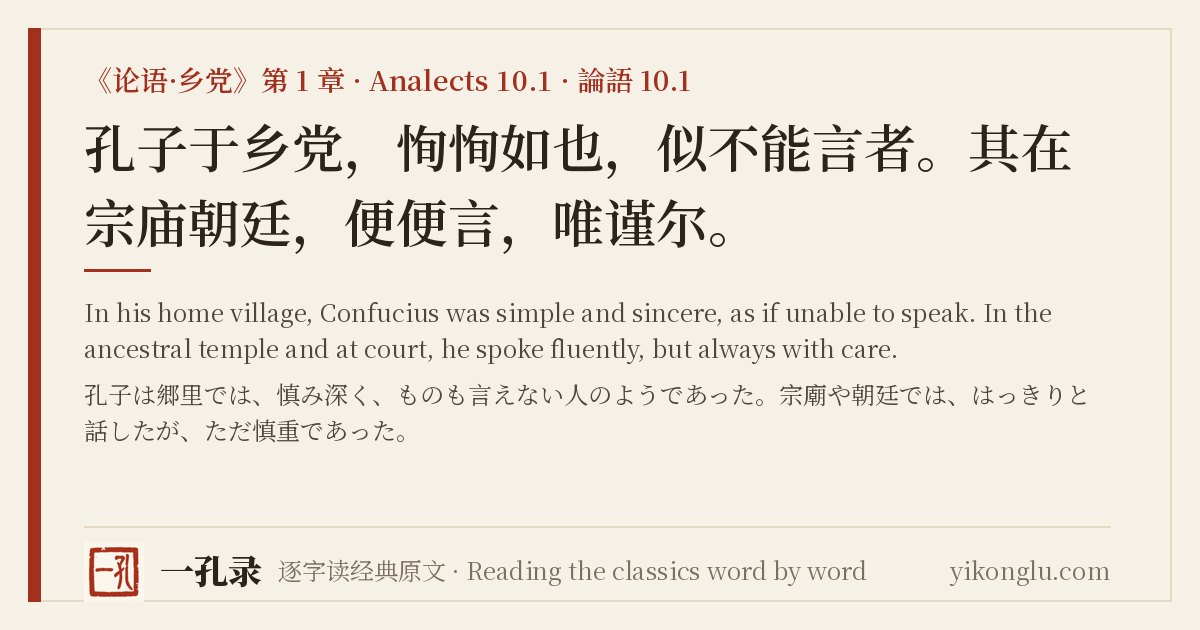 《论语·乡党》第 1 章 · Analects 10.1 · 論語 10.1
孔子于乡党，恂恂如也，似不能言者。其在
宗庙朝廷，便便言，唯谨尔。
In his home village, Confucius was simple and sincere, as if unable to speak. In the
ancestral temple and at court, he spoke fluently, but always with care.
孔子は郷里では、慎み深く、ものも言えない人のようであった。宗廟や朝廷では、はっきりと
話したが、ただ慎重であった。
一孔
一孔录 逐字读经典原文 · Reading the classics word by word yikonglu.com